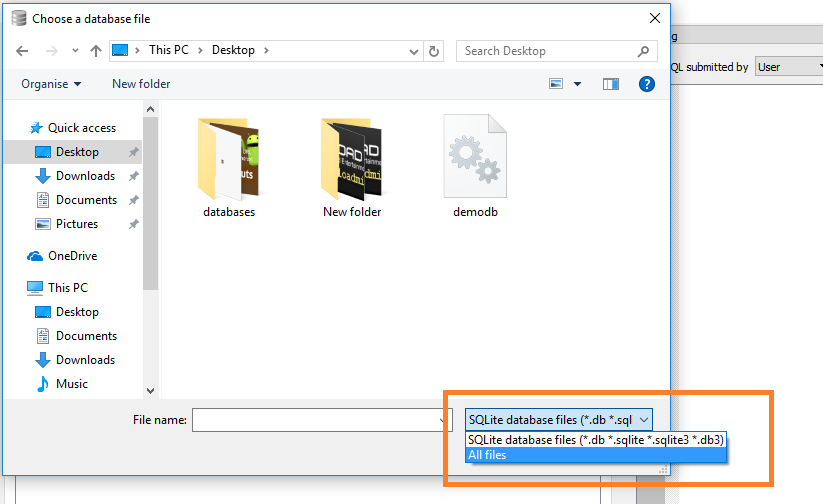 Choose a database file
This PC
Desktop
Search Desktop
Organise
New folder
QL submitted by
User
Quick access
Desktop
Downloads
Documents
Pictures
OneDrive
This PC
Desktop
Documents
Downloads
Music
databases
New folder
demodb
File name:
SQLite database files (*.db *.sql
SQLite database files (*.db *.sqlite *.sqlite3 *.db3)
All files